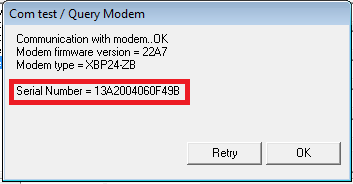 Com test / Query Modem
Communication with modem..OK
Modem firmware version = 22A7
Modem type = XBP24-ZB
Serial Number = 13A2004060F49B
Retry
OK